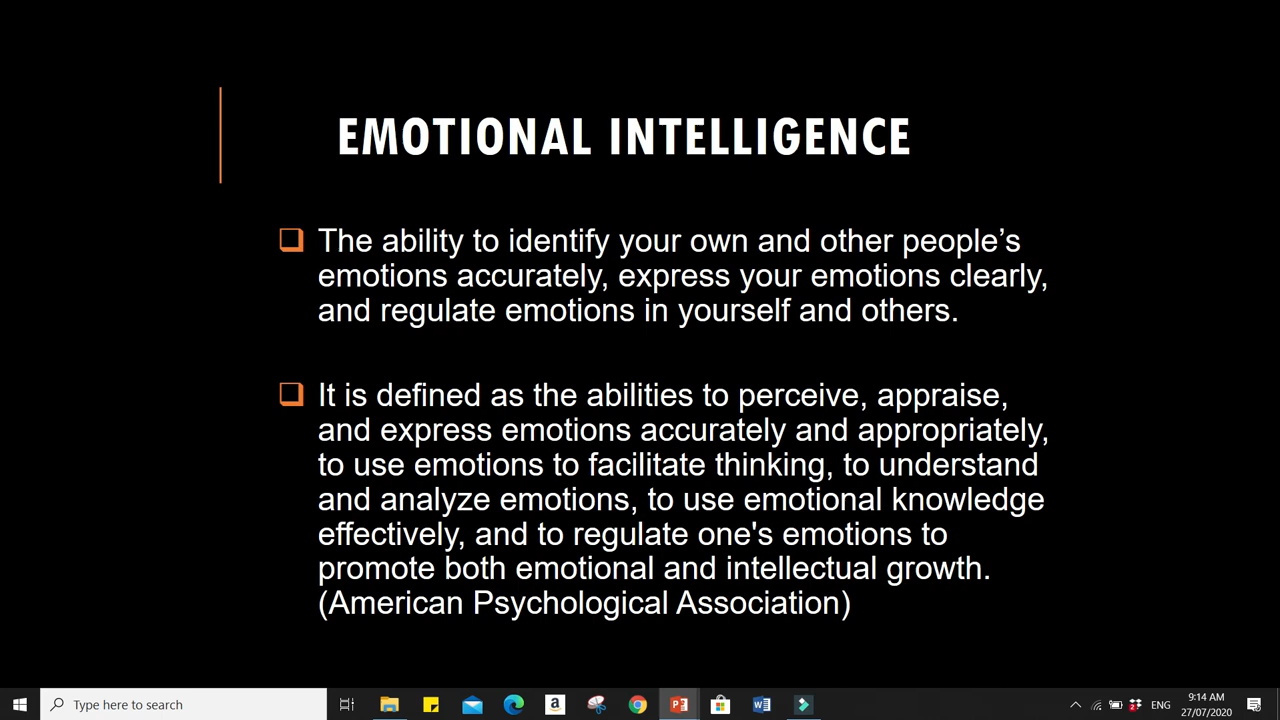 EMOTIONAL INTELLIGENCE
The ability to identify your own and other people’s
emotions accurately, express your emotions clearly,
and regulate emotions in yourself and others.
It is defined as the abilities to perceive, appraise,
and express emotions accurately and appropriately,
to use emotions to facilitate thinking, to understand
and analyze emotions, to use emotional knowledge
effectively, and to regulate one's emotions to
promote both emotional and intellectual growth.
(American Psychological Association)
Type here to search
ENG
9:14 AM
27/07/2020